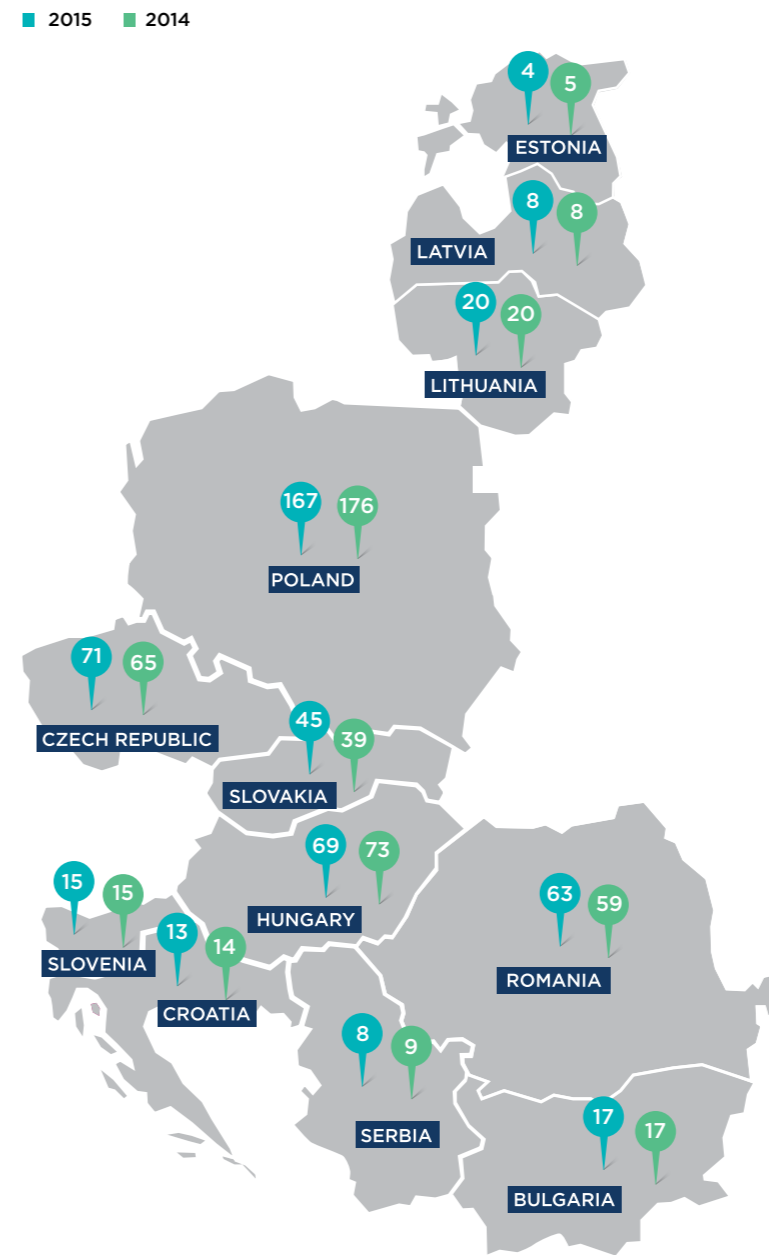 2015 2014
4
5
ESTONIA
8
8
LATVIA
20
20
LITHUANIA
167
176
POLAND
71
65
CZECH REPUBLIC
45
39
SLOVAKIA
69
73
HUNGARY
15
15
SLOVENIA
13
14
CROATIA
63
59
ROMANIA
8
9
SERBIA
17
17
BULGARIA